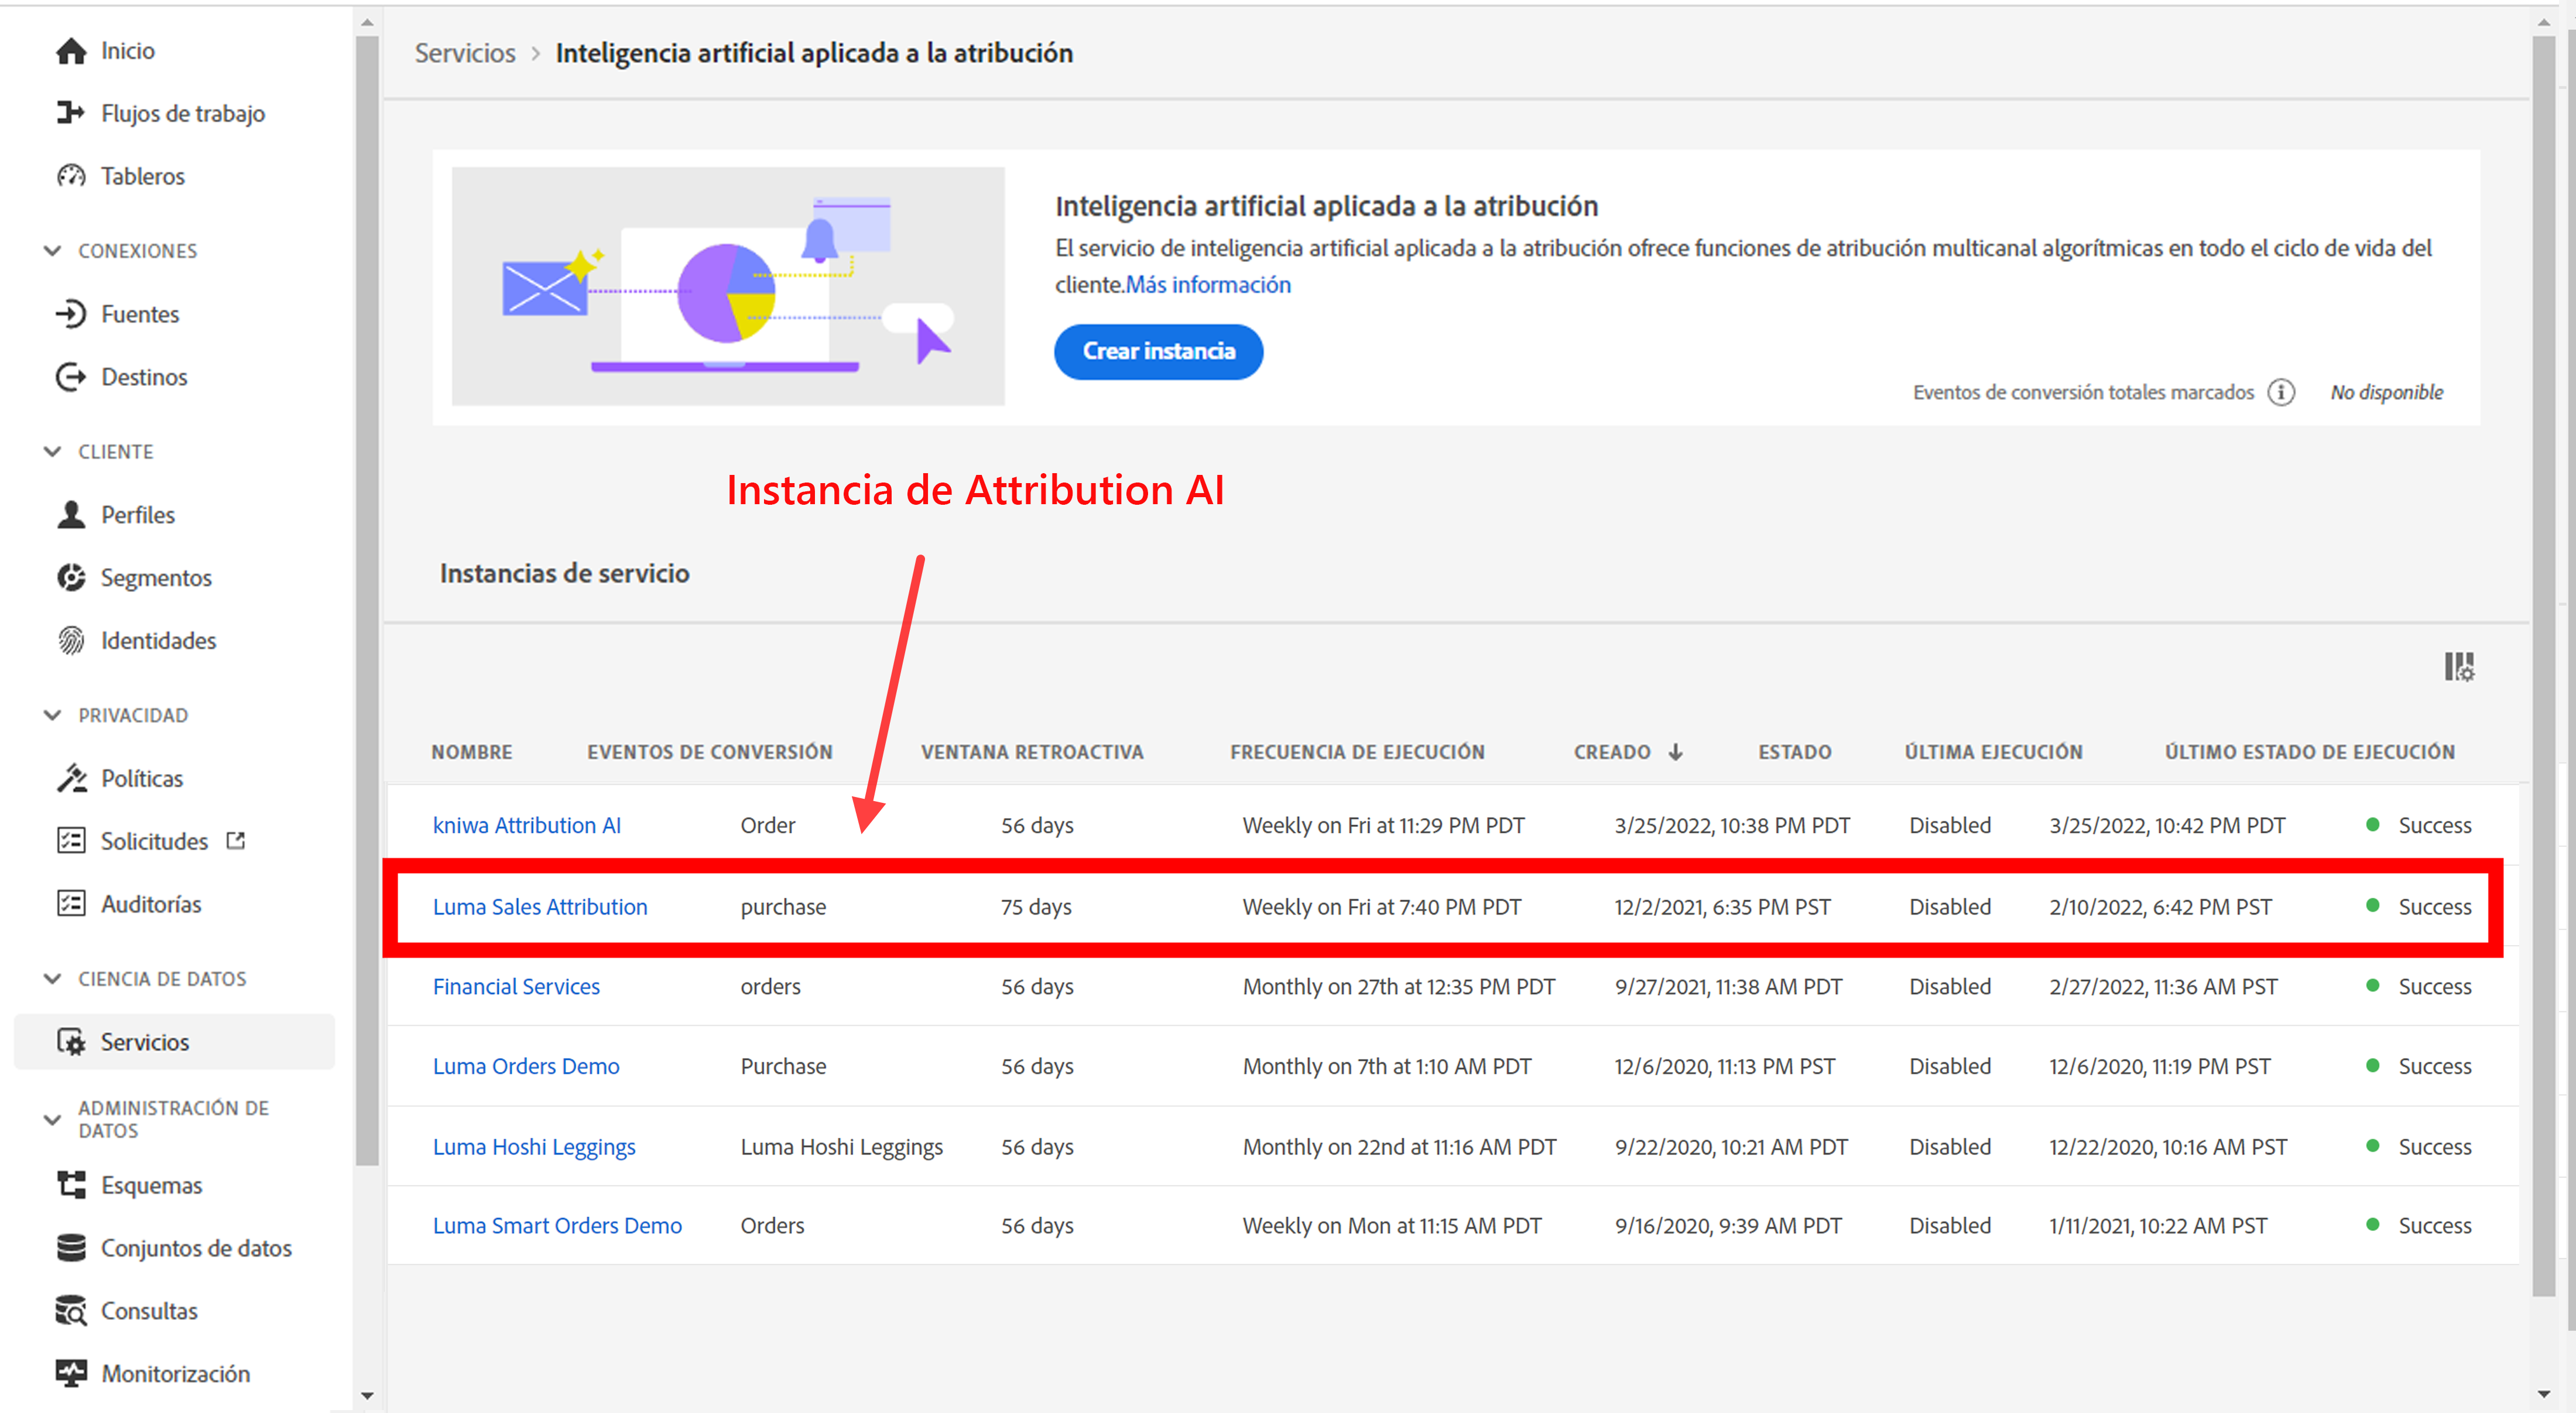 Inicio
Flujos de trabajo
Tableros
CONEXIONES
Fuentes
Destinos
CLIENTE
Perfiles
Segmentos
Identidades
PRIVACIDAD
Políticas
Solicitudes
Auditorías
CIENCIA DE DATOS
Servicios
ADMINISTRACIÓN DE
DATOS
Esquemas
Conjuntos de datos
Consultas
Monitorización
Servicios > Inteligencia artificial aplicada a la atribución
Inteligencia artificial aplicada a la atribución
El servicio de inteligencia artificial aplicada a la atribución ofrece funciones de atribución multicanal algorítmicas en todo el ciclo de vida del
cliente.Más información
Crear instancia
Eventos de conversión totales marcados No disponible
Instancia de Attribution AI
Instancias de servicio
NOMBRE EVENTOS DE CONVERSIÓN VENTANA RETROACTIVA FRECUENCIA DE EJECUCIÓN CREADO ↓ ESTADO ÚLTIMA EJECUCIÓN ÚLTIMO ESTADO DE EJECUCIÓN
kniwa Attribution AI Order 56 days Weekly on Fri at 11:29 PM PDT 3/25/2022, 10:38 PM PDT Disabled 3/25/2022, 10:42 PM PDT Success
Luma Sales Attribution purchase 75 days Weekly on Fri at 7:40 PM PDT 12/2/2021, 6:35 PM PST Disabled 2/10/2022, 6:42 PM PST Success
Financial Services orders 56 days Monthly on 27th at 12:35 PM PDT 9/27/2021, 11:38 AM PDT Disabled 2/27/2022, 11:36 AM PST Success
Luma Orders Demo Purchase 56 days Monthly on 7th at 1:10 AM PDT 12/6/2020, 11:13 PM PST Disabled 12/6/2020, 11:19 PM PST Success
Luma Hoshi Leggings Luma Hoshi Leggings 56 days Monthly on 22nd at 11:16 AM PDT 9/22/2020, 10:21 AM PDT Disabled 12/22/2020, 10:16 AM PST Success
Luma Smart Orders Demo Orders 56 days Weekly on Mon at 11:15 AM PDT 9/16/2020, 9:39 AM PDT Disabled 1/11/2021, 10:22 AM PST Success